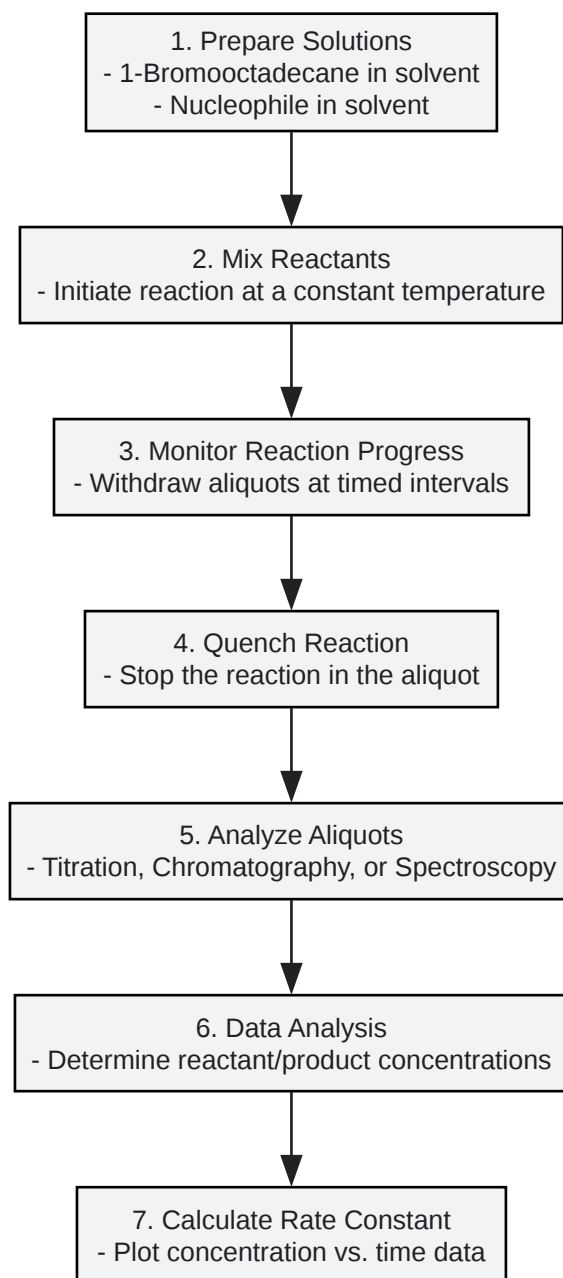 1. Prepare Solutions
- 1-Bromooctadecane in solvent
- Nucleophile in solvent
2. Mix Reactants
- Initiate reaction at a constant temperature
3. Monitor Reaction Progress
- Withdraw aliquots at timed intervals
4. Quench Reaction
- Stop the reaction in the aliquot
5. Analyze Aliquots
- Titration, Chromatography, or Spectroscopy
6. Data Analysis
- Determine reactant/product concentrations
7. Calculate Rate Constant
- Plot concentration vs. time data